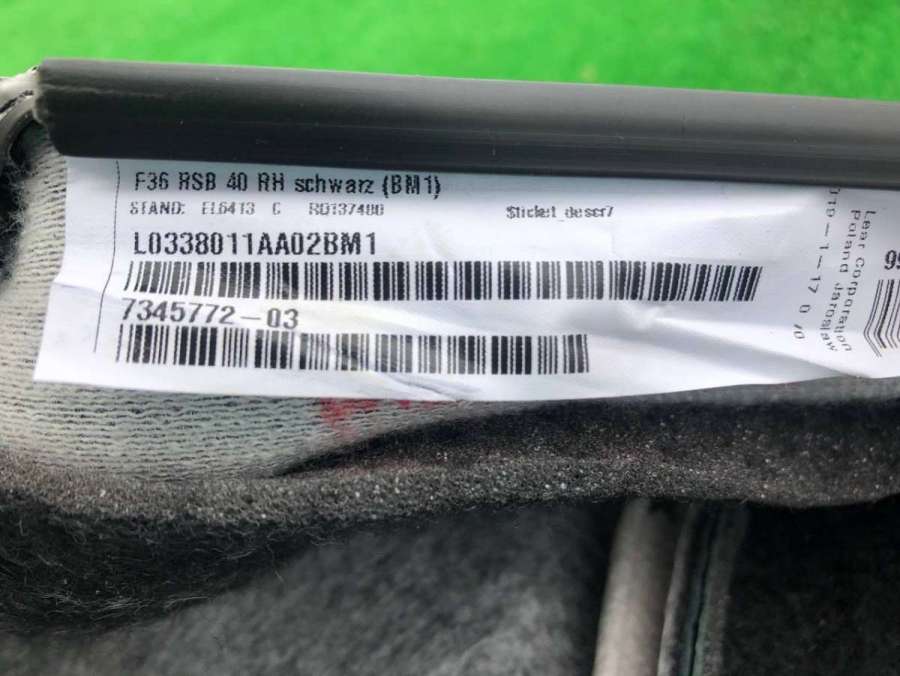 F36 RSB 40 RH schwarz (BM1)
STAND: EL6413 C RD137400 $ticket_descr7
L0338011AA02BM1
7345772-03
Lear Corporation
Poland Jaroslaw